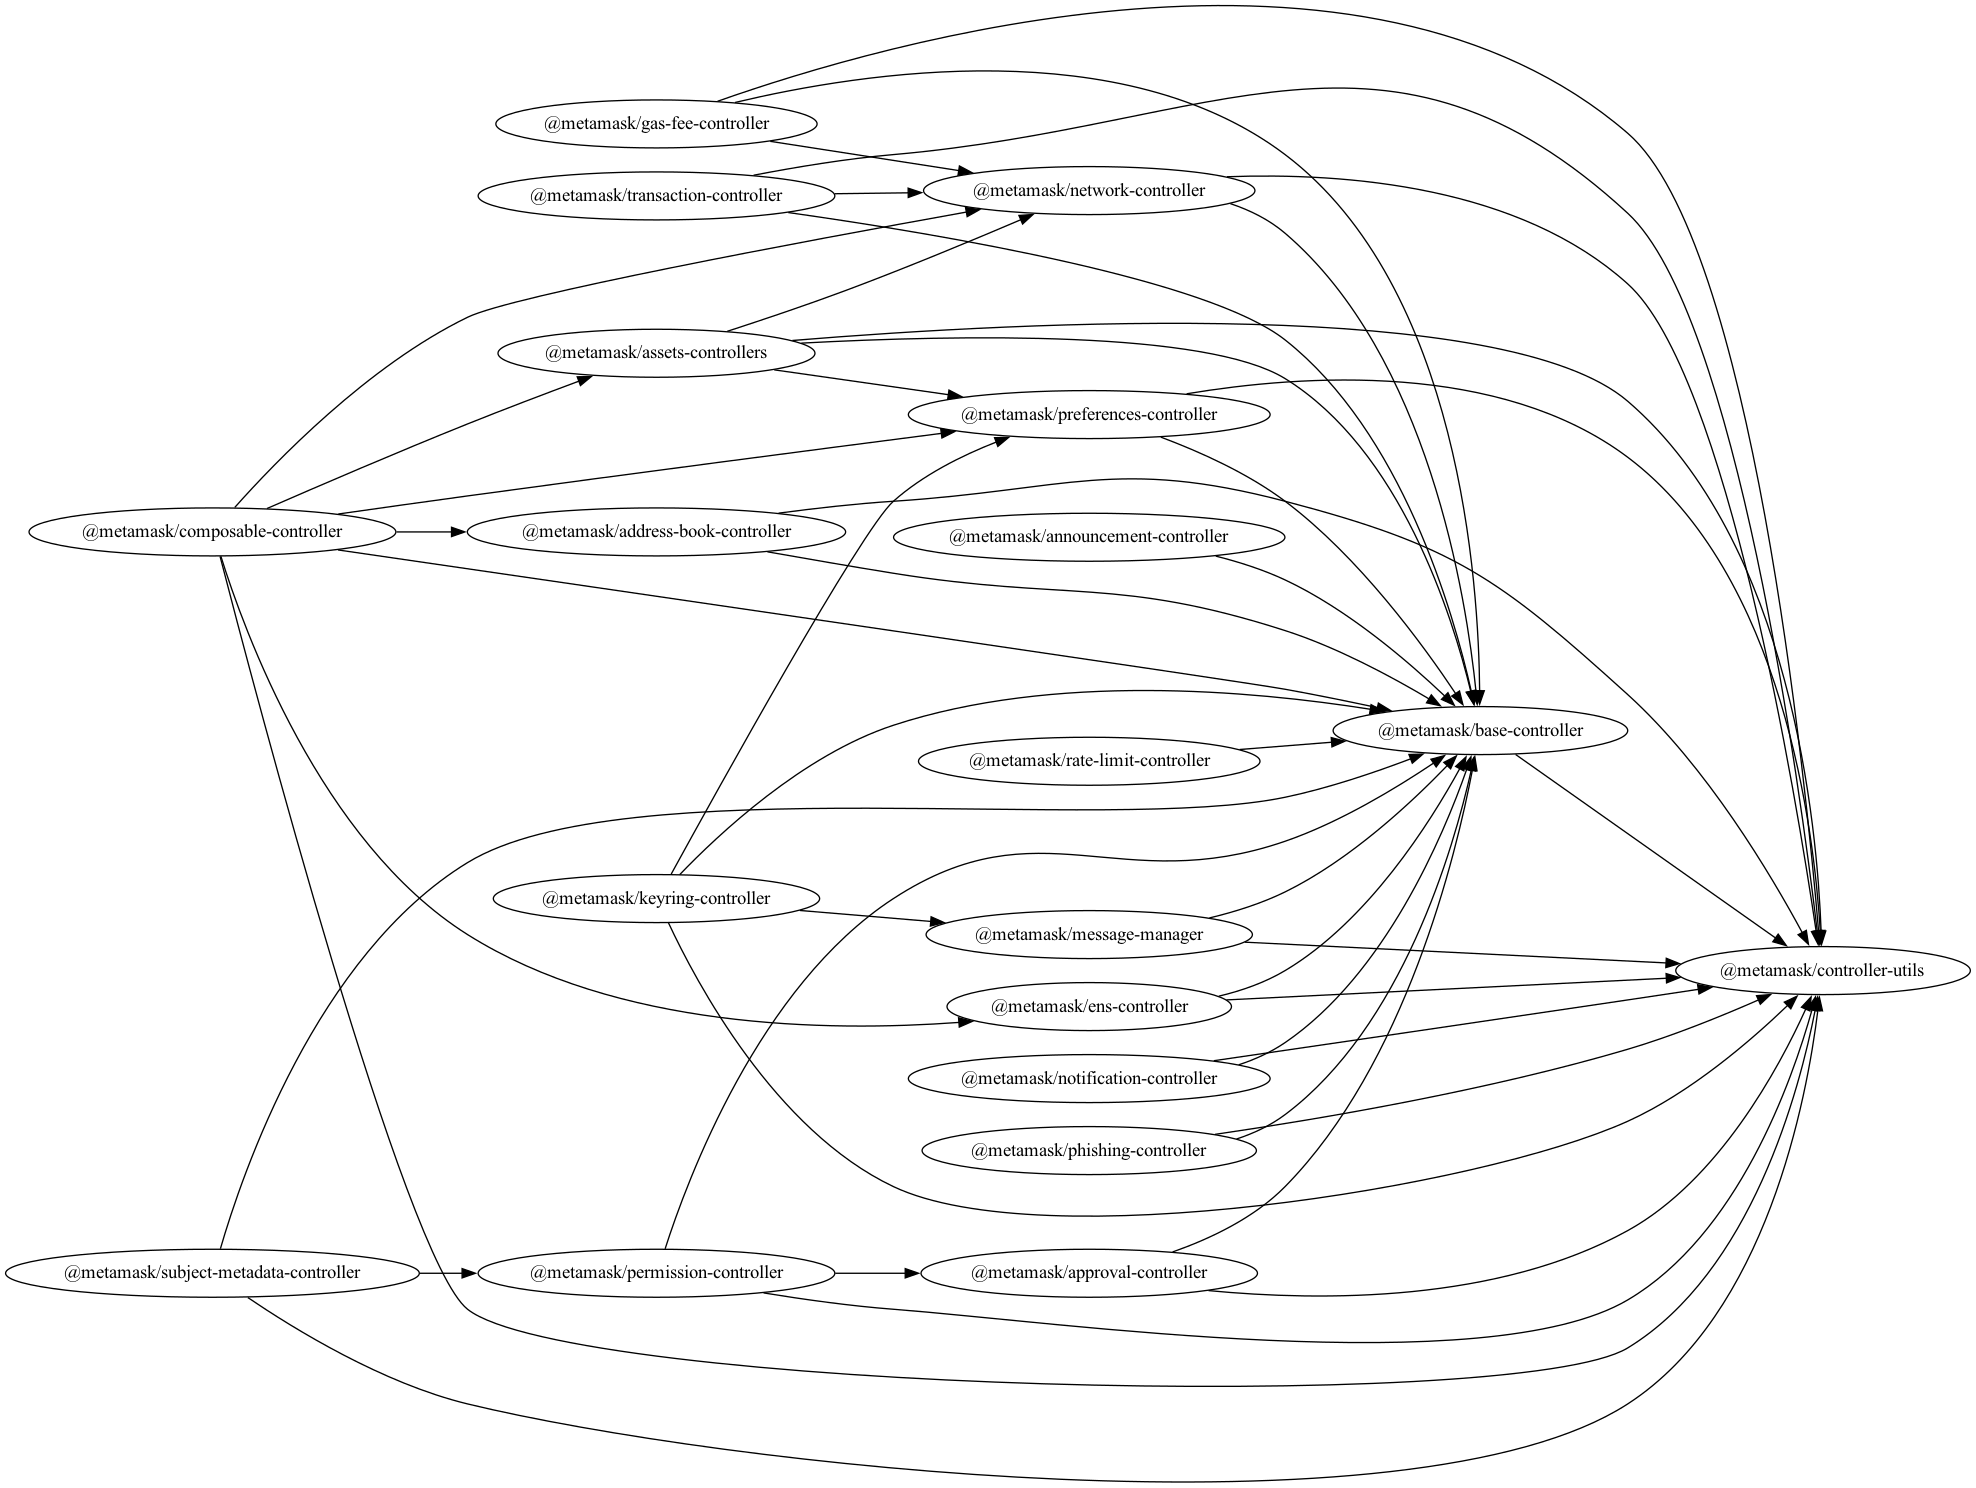 @metamask/gas-fee-controller
@metamask/network-controller
@metamask/transaction-controller
@metamask/assets-controllers
@metamask/preferences-controller
@metamask/composable-controller
@metamask/address-book-controller
@metamask/announcement-controller
@metamask/base-controller
@metamask/rate-limit-controller
@metamask/keyring-controller
@metamask/message-manager
@metamask/controller-utils
@metamask/ens-controller
@metamask/notification-controller
@metamask/phishing-controller
@metamask/subject-metadata-controller
@metamask/permission-controller
@metamask/approval-controller